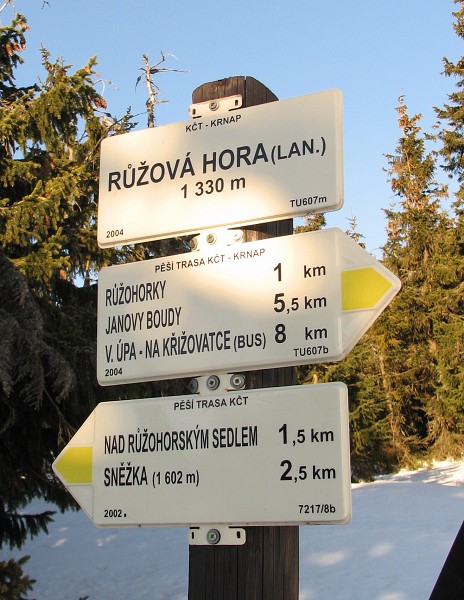 KČT - KRNAP
RŮŽOVÁ HORA (LAN.)
1 330 m
2004 TU607m
PĚŠÍ TRASA KČT - KRNAP
RŮŽOHORKY 1 km
JANOVY BOUDY 5,5 km
V. ÚPA - NA KŘIŽOVATCE (BUS) 8 km
2004 TU607b
PĚŠÍ TRASA KČT
NAD RŮŽOHORSKÝM SEDLEM 1,5 km
SNĚŽKA (1 602 m) 2,5 km
2002 7217/8b